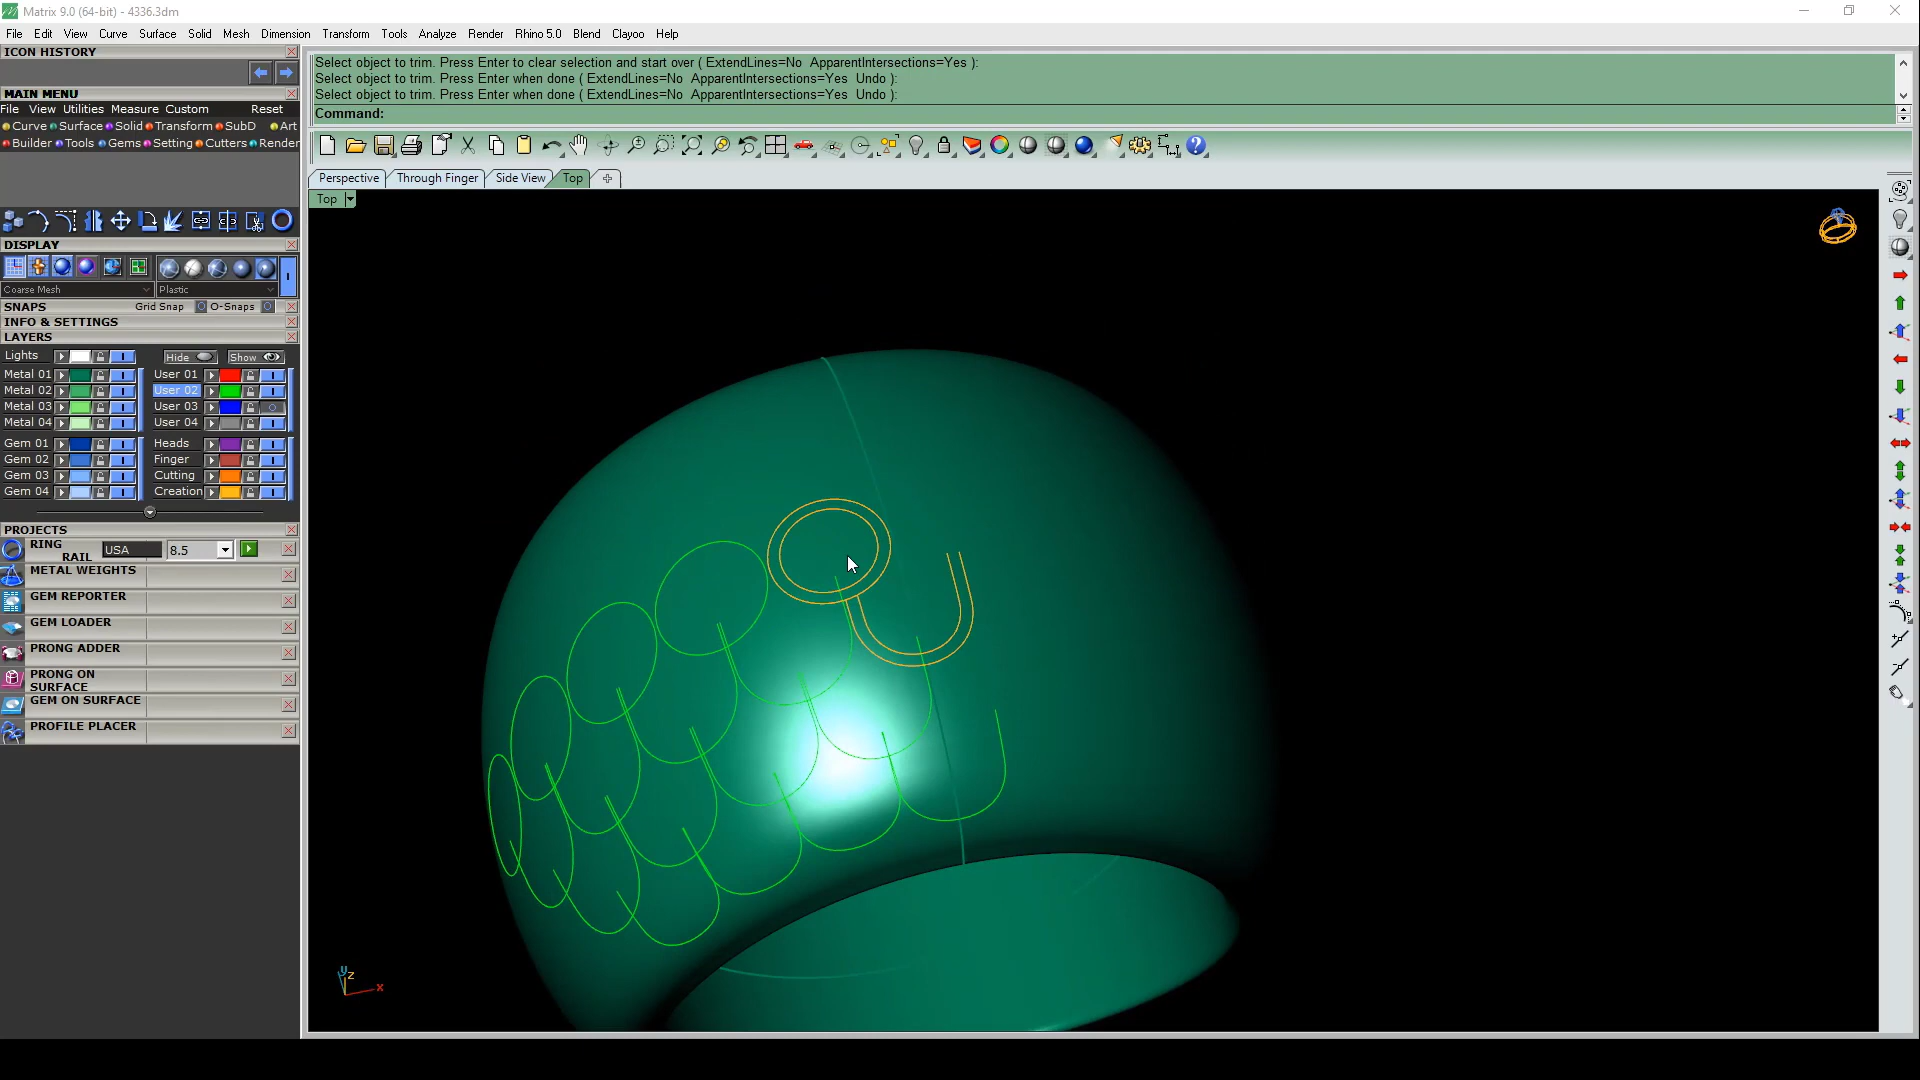 Matrix 9.0 (64-bit) - 4336.3dm
File Edit View Curve Surface Solid Mesh Dimension Transform Tools Analyze Render Rhino 5.0 Blend Clayoo Help
ICON HISTORY
MAIN MENU
File View Utilities Measure Custom Reset
Curve Surface Solid Transform SubD Art
Builder Tools Gems Setting Cutters Render
DISPLAY
Coarse Mesh Plastic
SNAPS Grid Snap O-Snaps
INFO & SETTINGS
LAYERS
Lights Hide Show
Metal 01 User 01
Metal 02 User 02
Metal 03 User 03
Metal 04 User 04
Gem 01 Heads
Gem 02 Finger
Gem 03 Cutting
Gem 04 Creation
PROJECTS
RING RAIL USA 8.5
METAL WEIGHTS
GEM REPORTER
GEM LOADER
PRONG ADDER
PRONG ON SURFACE
GEM ON SURFACE
PROFILE PLACER
Select object to trim. Press Enter to clear selection and start over ( ExtendLines=No ApparentIntersections=Yes ):
Select object to trim. Press Enter when done ( ExtendLines=No ApparentIntersections=Yes Undo ):
Select object to trim. Press Enter when done ( ExtendLines=No ApparentIntersections=Yes Undo ):
Command:
Perspective Through Finger Side View Top
Top
y z x